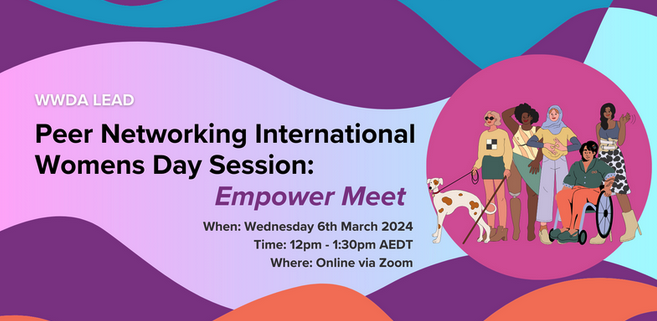 WWDA LEAD
Peer Networking International
Womens Day Session:
Empower Meet
When: Wednesday 6th March 2024
Time: 12pm - 1:30pm AEDT
Where: Online via Zoom